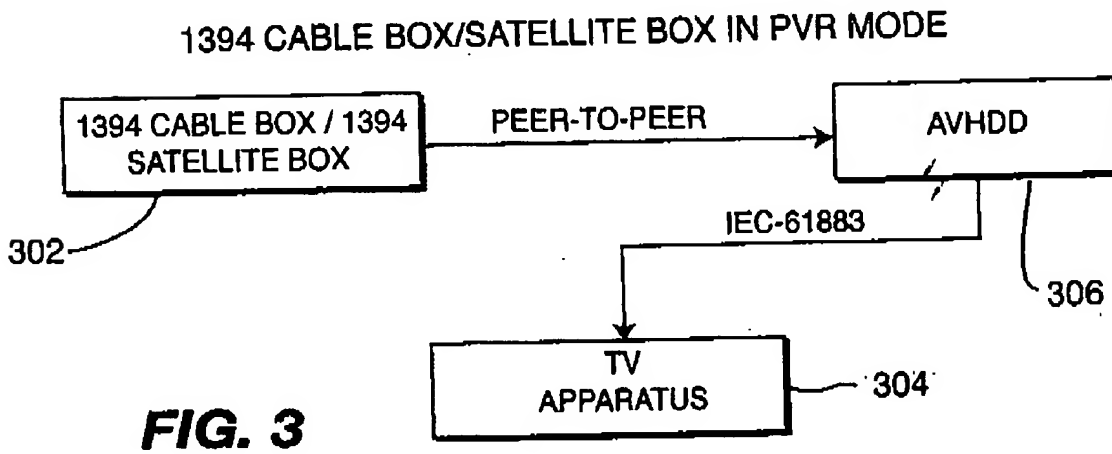 1394 CABLE BOX/SATELLITE BOX IN PVR MODE
1394 CABLE BOX / 1394
SATELLITE BOX
PEER-TO-PEER
AVHDD
302
IEC-61883
306
TV
APPARATUS
304
FIG. 3